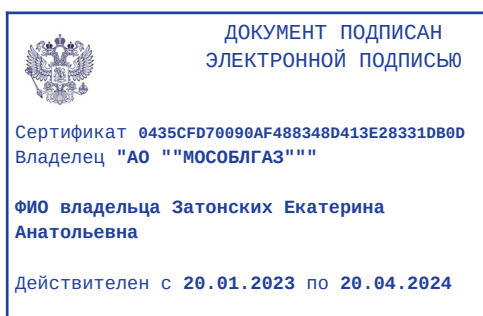 ДОКУМЕНТ ПОДПИСАН
ЭЛЕКТРОННОЙ ПОДПИСЬЮ
Сертификат 0435CFD70090AF488348D413E28331DB0D
Владелец "АО ""МОСОБЛГАЗ"""
ФИО владельца Затонских Екатерина
Анатольевна
Действителен с 20.01.2023 по 20.04.2024